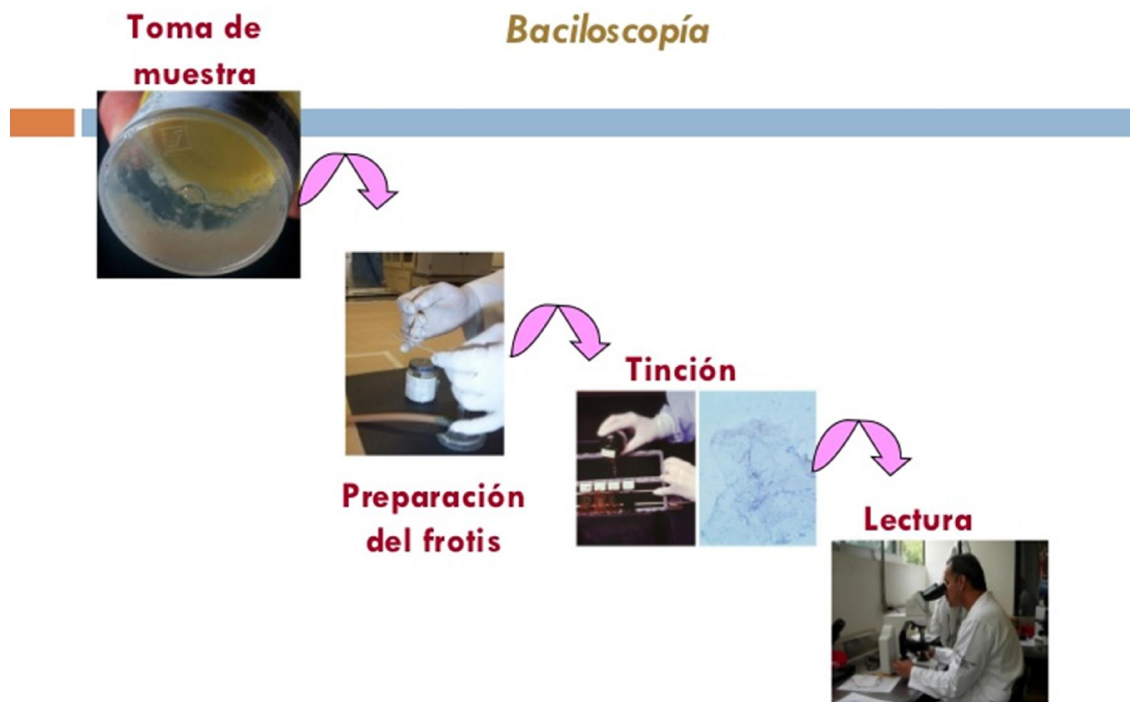 Toma de
muestra
Baciloscopía
Preparación
del frotis
Tinción
Lectura